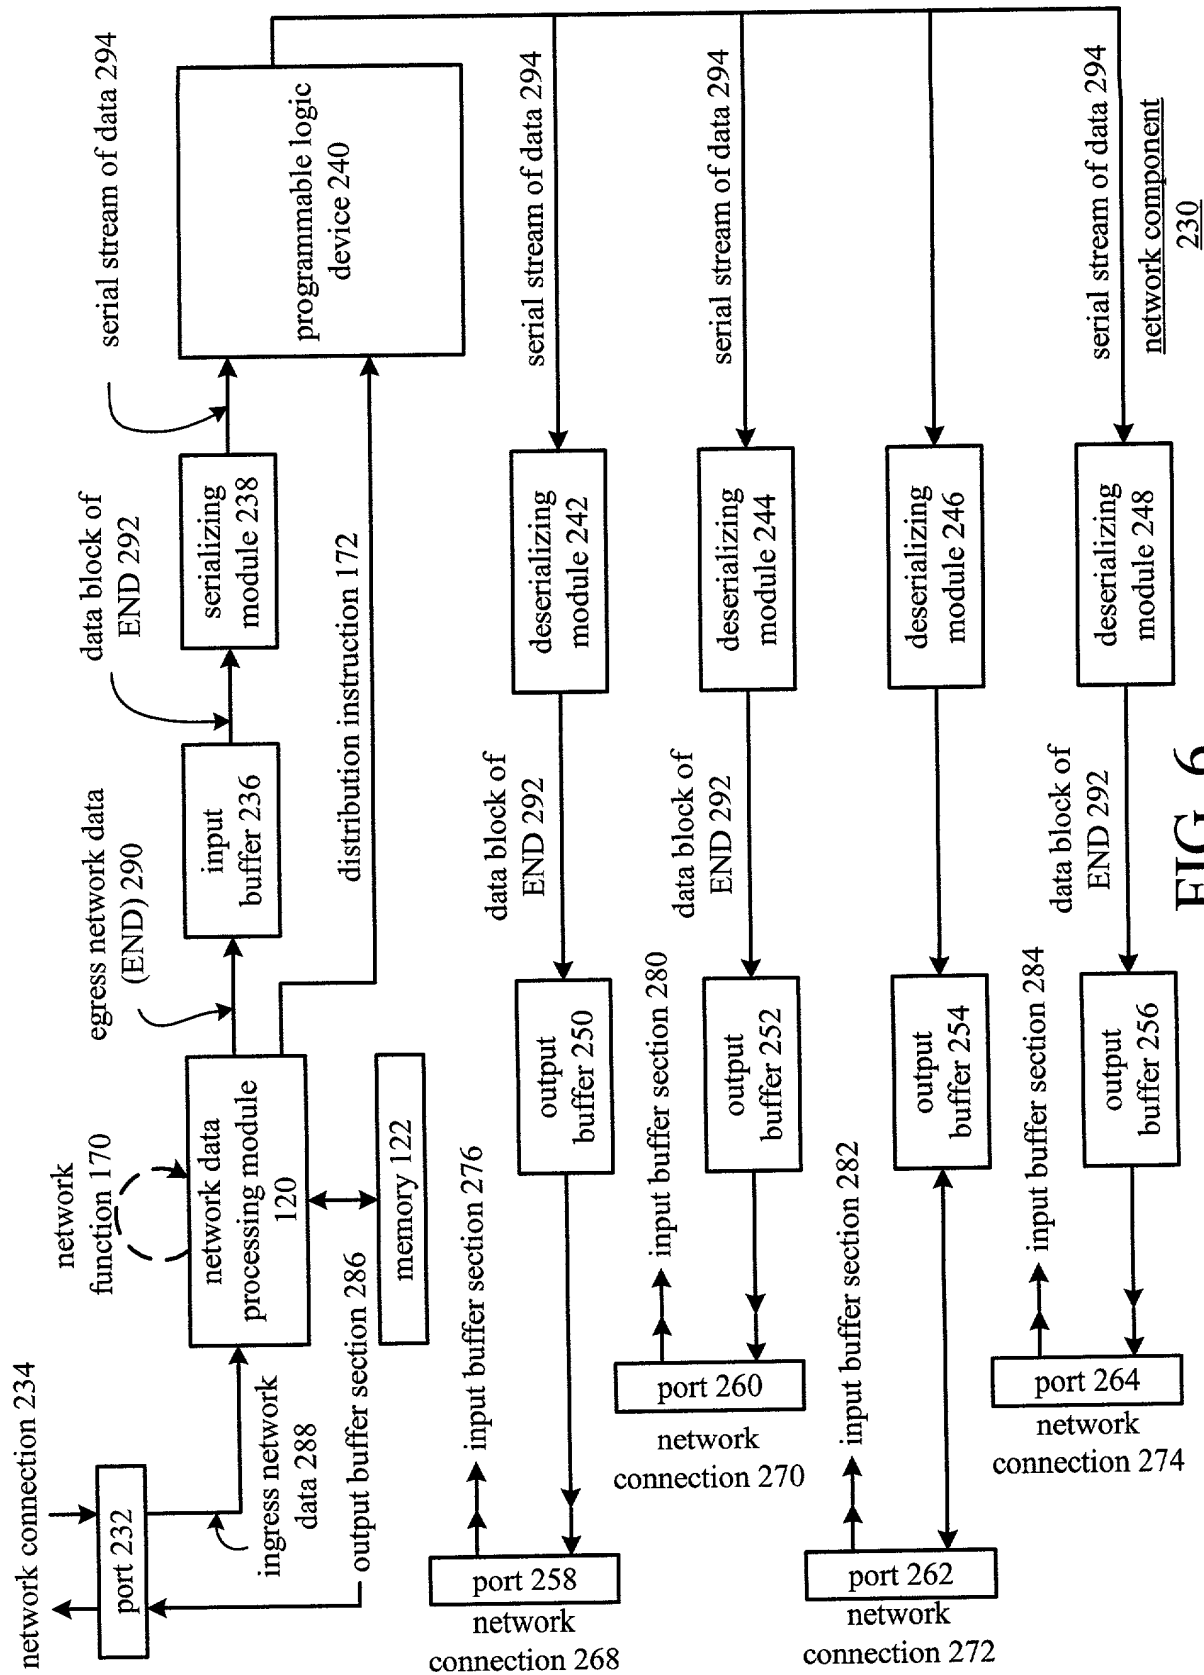 network connection 234
port 232
ingress network
data 288
output buffer section 286
network
function 170
network data
processing module
120
memory 122
egress network data
(END) 290
input
buffer 236
data block of
END 292
serializing
module 238
serial stream of data 294
distribution instruction 172
programmable logic
device 240
port 258
network
connection 268
input buffer section 276
output
buffer 250
data block of
END 292
deserializing
module 242
serial stream of data 294
port 260
network
connection 270
input buffer section 280
output
buffer 252
data block of
END 292
deserializing
module 244
serial stream of data 294
port 262
network
connection 272
input buffer section 282
output
buffer 254
deserializing
module 246
port 264
network
connection 274
input buffer section 284
output
buffer 256
data block of
END 292
deserializing
module 248
serial stream of data 294
network component
230